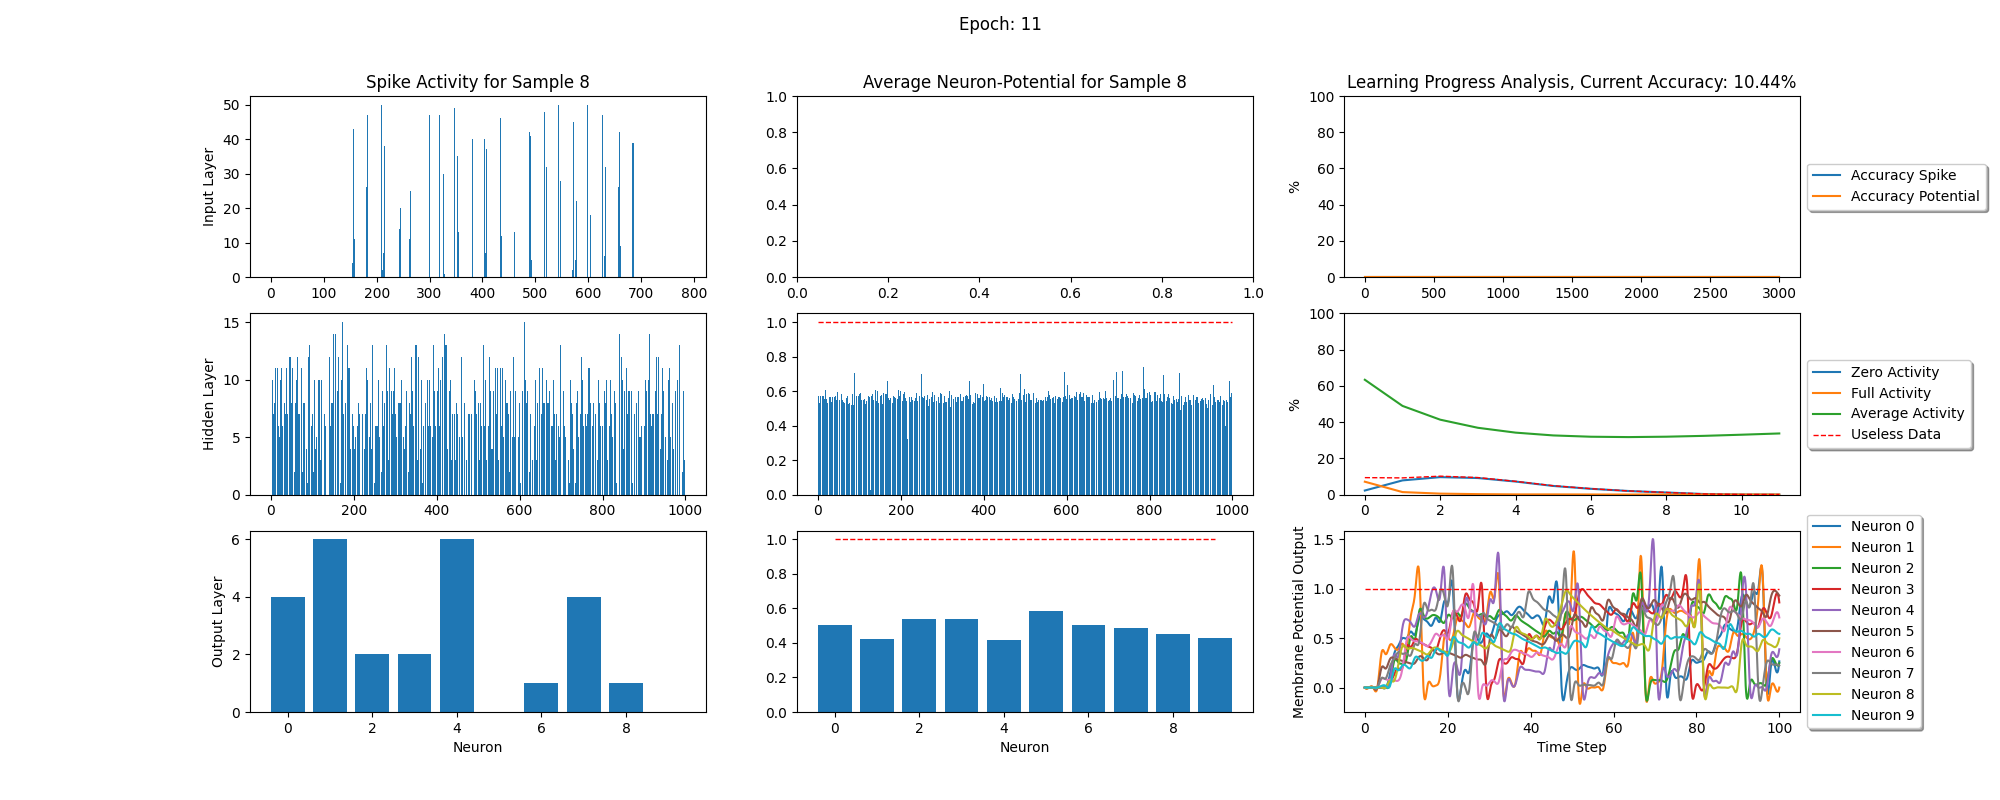 Epoch: 11
Spike Activity for Sample 8
Average Neuron-Potential for Sample 8
Learning Progress Analysis, Current Accuracy: 10.44%
Input Layer
50
40
30
20
10
0
0 100 200 300 400 500 600 700 800
1.0
0.8
0.6
0.4
0.2
0.0
0.0 0.2 0.4 0.6 0.8 1.0
%
100
80
60
40
20
0
0 500 1000 1500 2000 2500 3000
Accuracy Spike
Accuracy Potential
Hidden Layer
15
10
5
0
0 200 400 600 800 1000
1.0
0.8
0.6
0.4
0.2
0.0
0 200 400 600 800 1000
%
100
80
60
40
20
0
0 2 4 6 8 10
Zero Activity
Full Activity
Average Activity
Useless Data
Output Layer
6
4
2
0
0 2 4 6 8
Neuron
1.0
0.8
0.6
0.4
0.2
0.0
0 2 4 6 8
Neuron
Membrane Potential Output
1.5
1.0
0.5
0.0
0 20 40 60 80 100
Time Step
Neuron 0
Neuron 1
Neuron 2
Neuron 3
Neuron 4
Neuron 5
Neuron 6
Neuron 7
Neuron 8
Neuron 9